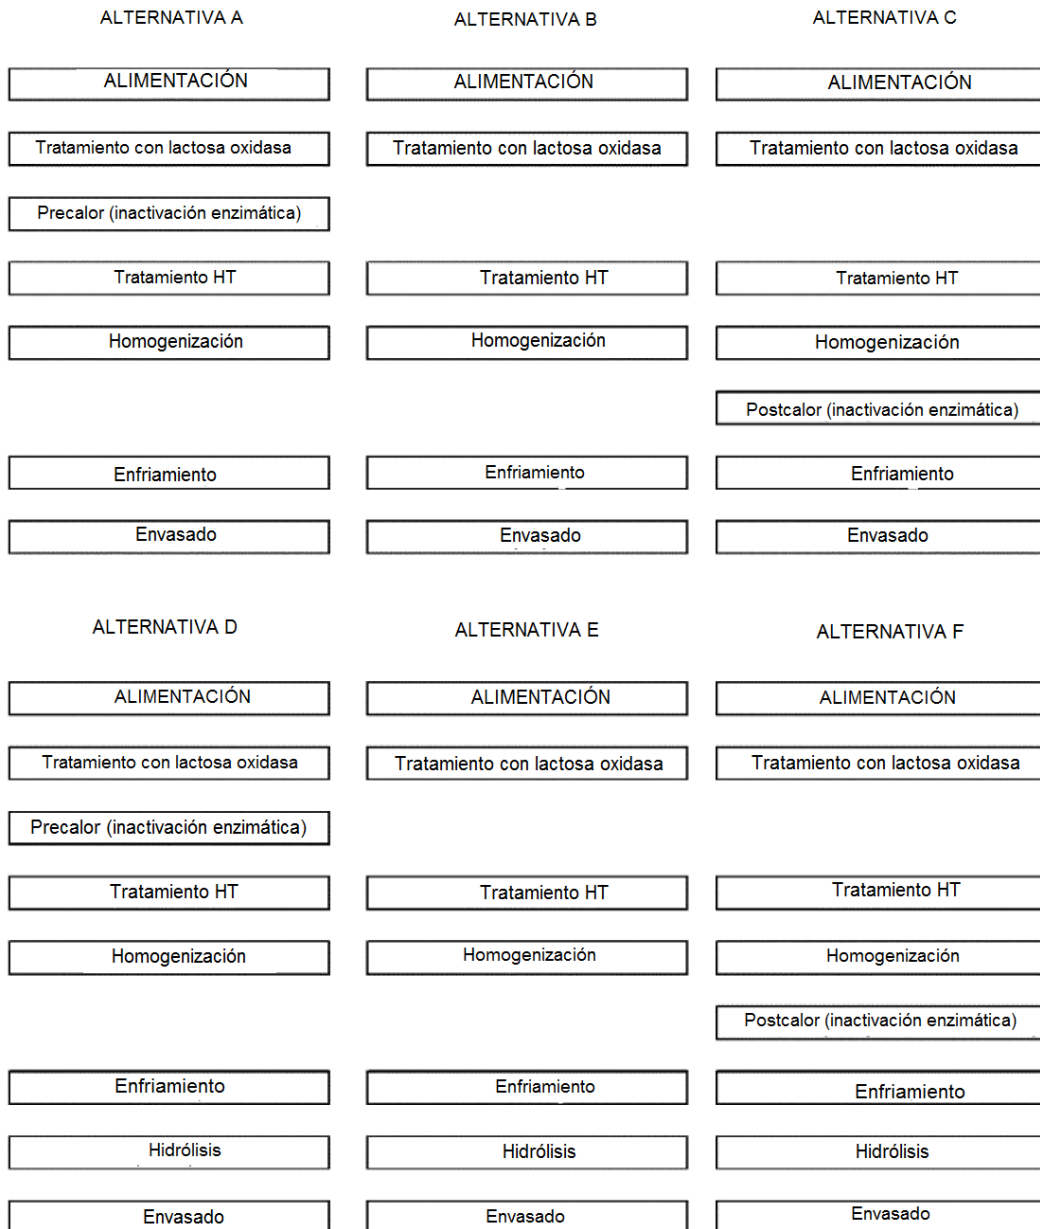 ALTERNATIVA A
ALIMENTACIÓN
Tratamiento con lactosa oxidasa
Precalor (inactivación enzimática)
Tratamiento HT
Homogenización
Enfriamiento
Envasado
ALTERNATIVA B
ALIMENTACIÓN
Tratamiento con lactosa oxidasa
Tratamiento HT
Homogenización
Enfriamiento
Envasado
ALTERNATIVA C
ALIMENTACIÓN
Tratamiento con lactosa oxidasa
Tratamiento HT
Homogenización
Postcalor (inactivación enzimática)
Enfriamiento
Envasado
ALTERNATIVA D
ALIMENTACIÓN
Tratamiento con lactosa oxidasa
Precalor (inactivación enzimática)
Tratamiento HT
Homogenización
Enfriamiento
Hidrólisis
Envasado
ALTERNATIVA E
ALIMENTACIÓN
Tratamiento con lactosa oxidasa
Tratamiento HT
Homogenización
Enfriamiento
Hidrólisis
Envasado
ALTERNATIVA F
ALIMENTACIÓN
Tratamiento con lactosa oxidasa
Tratamiento HT
Homogenización
Postcalor (inactivación enzimática)
Enfriamiento
Hidrólisis
Envasado